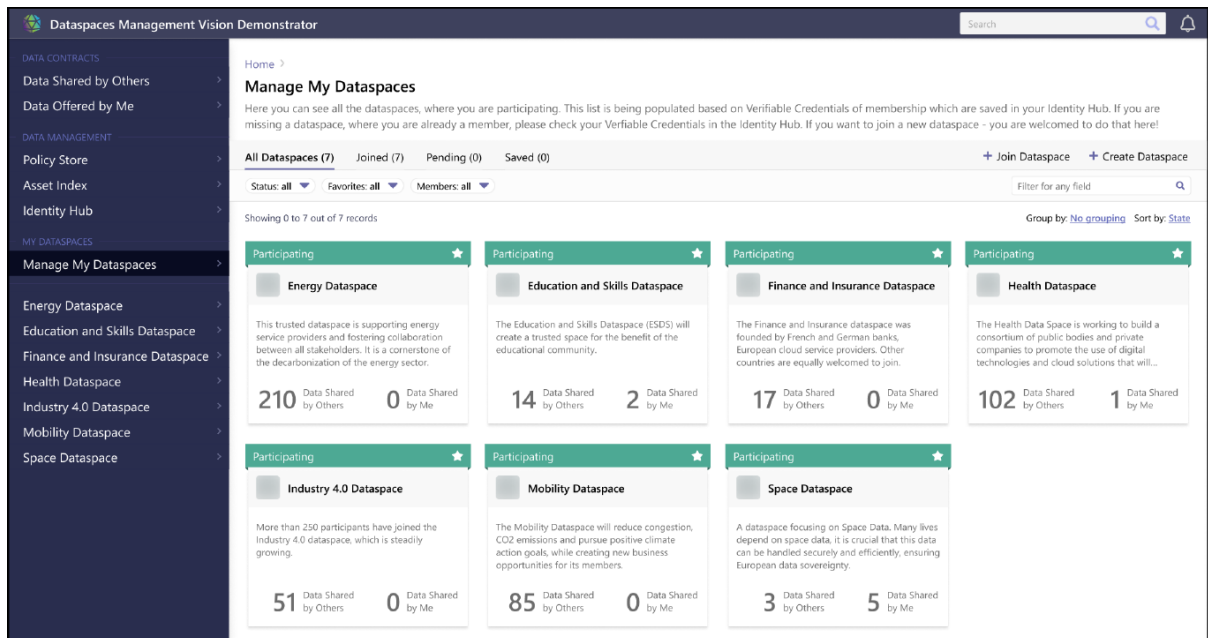 Dataspaces Management Vision Demonstrator
Search
DATA CONTRACTS
Data Shared by Others
Data Offered by Me
DATA MANAGEMENT
Policy Store
Asset Index
Identity Hub
MY DATASPACES
Manage My Dataspaces
Energy Dataspace
Education and Skills Dataspace
Finance and Insurance Dataspace
Health Dataspace
Industry 4.0 Dataspace
Mobility Dataspace
Space Dataspace
Home >
Manage My Dataspaces
Here you can see all the dataspaces, where you are participating. This list is being populated based on Verifiable Credentials of membership which are saved in your Identity Hub. If you are
missing a dataspace, where you are already a member, please check your Verfiable Credentials in the Identity Hub. If you want to join a new dataspace - you are welcomed to do that here!
All Dataspaces (7) Joined (7) Pending (0) Saved (0) + Join Dataspace + Create Dataspace
Status: all Favorites: all Members: all Filter for any field
Showing 0 to 7 out of 7 records Group by: No grouping Sort by: State
Participating
Energy Dataspace
This trusted dataspace is supporting energy
service providers and fostering collaboration
between all stakeholders. It is a cornerstone of
the decarbonization of the energy sector.
210 Data Shared by Others 0 Data Shared by Me
Participating
Education and Skills Dataspace
The Education and Skills Dataspace (ESDS) will
create a trusted space for the benefit of the
educational community.
14 Data Shared by Others 2 Data Shared by Me
Participating
Finance and Insurance Dataspace
The Finance and Insurance dataspace was
founded by French and German banks,
European cloud service providers. Other
countries are equally welcomed to join.
17 Data Shared by Others 0 Data Shared by Me
Participating
Health Dataspace
The Health Data Space is working to build a
consortium of public bodies and private
companies to promote the use of digital
technologies and cloud solutions that will...
102 Data Shared by Others 1 Data Shared by Me
Participating
Industry 4.0 Dataspace
More than 250 participants have joined the
Industry 4.0 dataspace, which is steadily
growing.
51 Data Shared by Others 0 Data Shared by Me
Participating
Mobility Dataspace
The Mobility Dataspace will reduce congestion,
CO2 emissions and pursue positive climate
action goals, while creating new business
opportunities for its members.
85 Data Shared by Others 0 Data Shared by Me
Participating
Space Dataspace
A dataspace focusing on Space Data. Many lives
depend on space data, it is crucial that this data
can be handled securely and efficiently, ensuring
European data sovereignty.
3 Data Shared by Others 5 Data Shared by Me